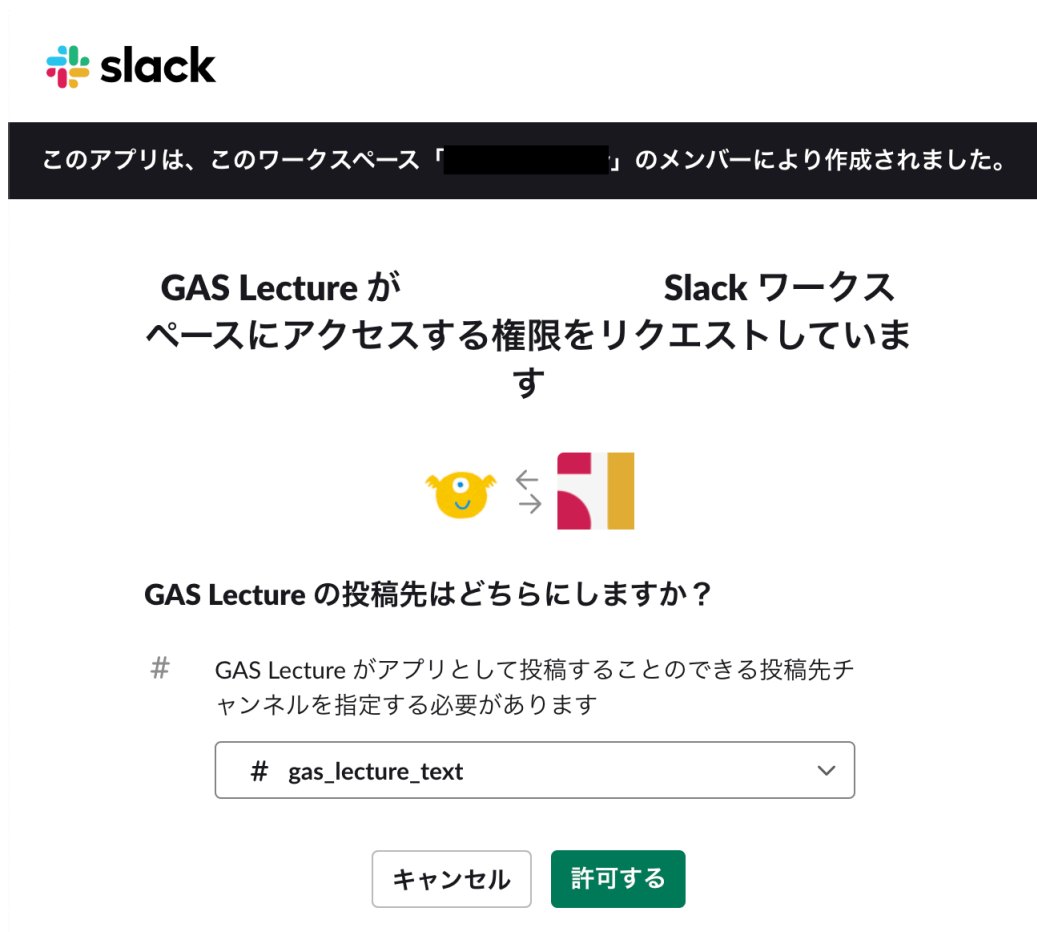 slack
このアプリは、このワークスペース「」のメンバーにより作成されました。
GAS Lecture が Slack ワークス
ペースにアクセスする権限をリクエストしていま
す
GAS Lecture の投稿先はどちらにしますか？
# GAS Lecture がアプリとして投稿することのできる投稿先チ
ャンネルを指定する必要があります
# gas_lecture_text
キャンセル 許可する